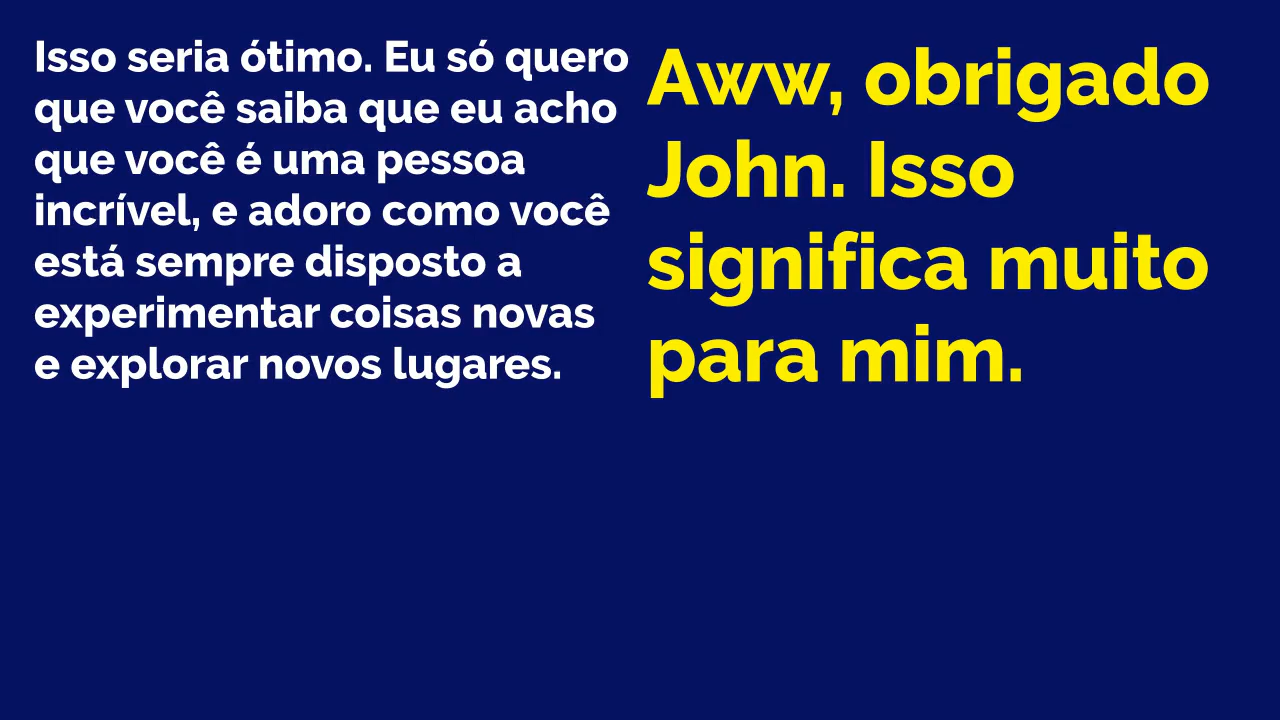 Isso seria ótimo. Eu só quero
que você saiba que eu acho
que você é uma pessoa
incrível, e adoro como você
está sempre disposto a
experimentar coisas novas
e explorar novos lugares.
Aww, obrigado
John. Isso
significa muito
para mim.